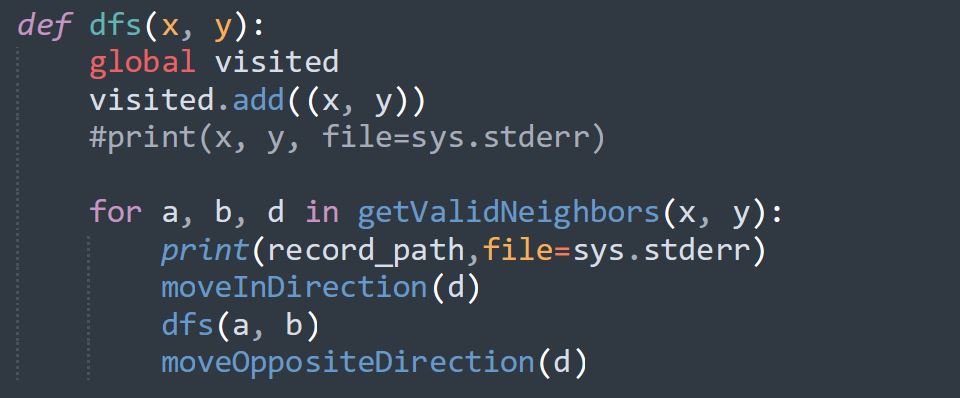 def dfs(x, y):
    global visited
    visited.add((x, y))
    #print(x, y, file=sys.stderr)

    for a, b, d in getValidNeighbors(x, y):
        print(record_path,file=sys.stderr)
        moveInDirection(d)
        dfs(a, b)
        moveOppositeDirection(d)